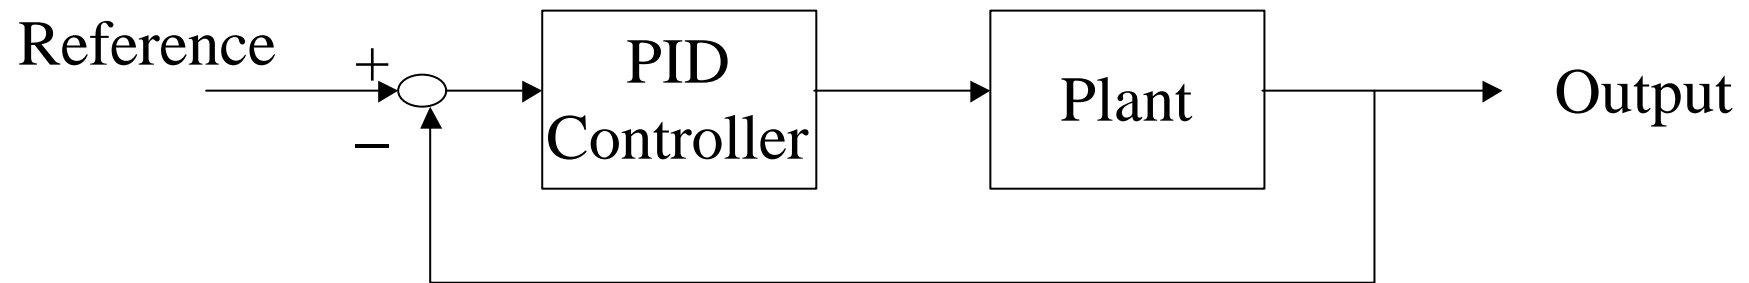 Reference
+
−
PID
Controller
Plant
Output